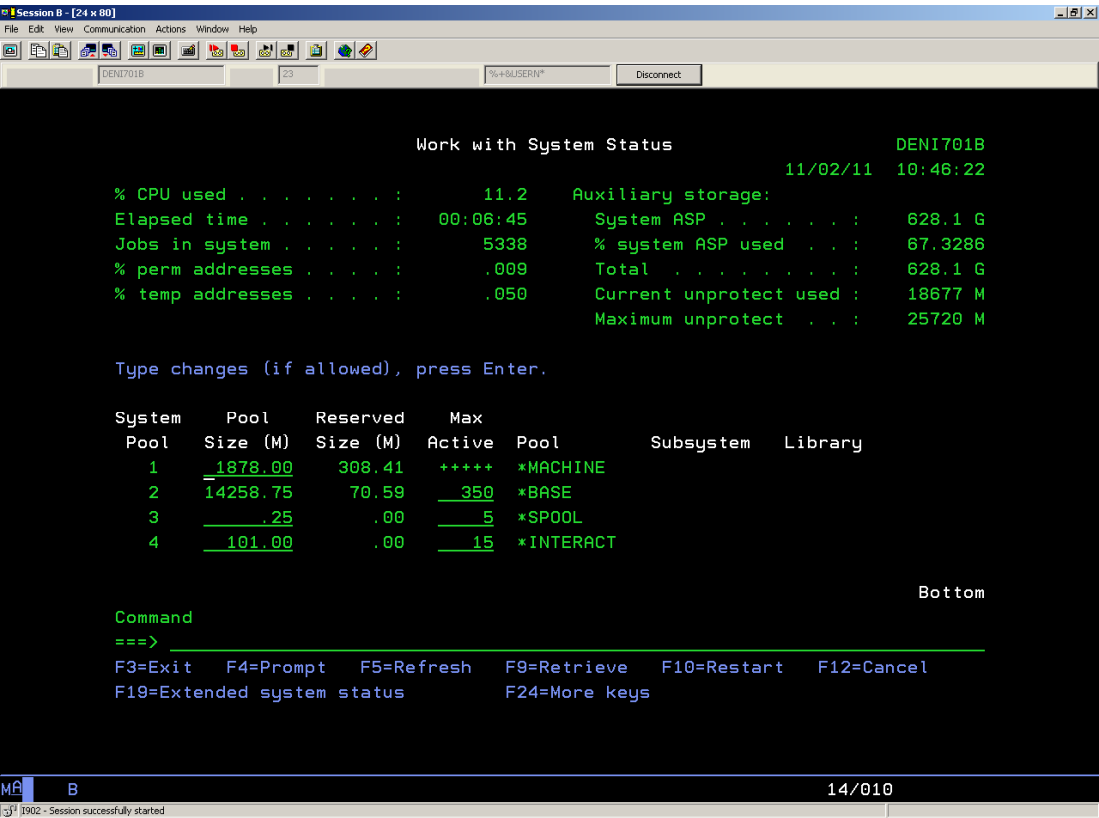 Session B - [24 x 80]
File Edit View Communication Actions Window Help
DENI701B 23 %+&USERN* Disconnect
Work with System Status DENI701B
11/02/11 10:46:22
% CPU used . . . . . . . : 11.2 Auxiliary storage:
Elapsed time . . . . . . : 00:06:45 System ASP . . . . . . : 628.1 G
Jobs in system . . . . . : 5338 % system ASP used . . : 67.3286
% perm addresses . . . . : .009 Total . . . . . . . . : 628.1 G
% temp addresses . . . . : .050 Current unprotect used : 18677 M
Maximum unprotect . . : 25720 M
Type changes (if allowed), press Enter.
System Pool Reserved Max
Pool Size (M) Size (M) Active Pool Subsystem Library
1 1878.00 308.41 +++++ *MACHINE
2 14258.75 70.59 350 *BASE
3 .25 .00 5 *SPOOL
4 101.00 .00 15 *INTERACT
Bottom
Command
===>
F3=Exit F4=Prompt F5=Refresh F9=Retrieve F10=Restart F12=Cancel
F19=Extended system status F24=More keys
MA B 14/010
I902 - Session successfully started